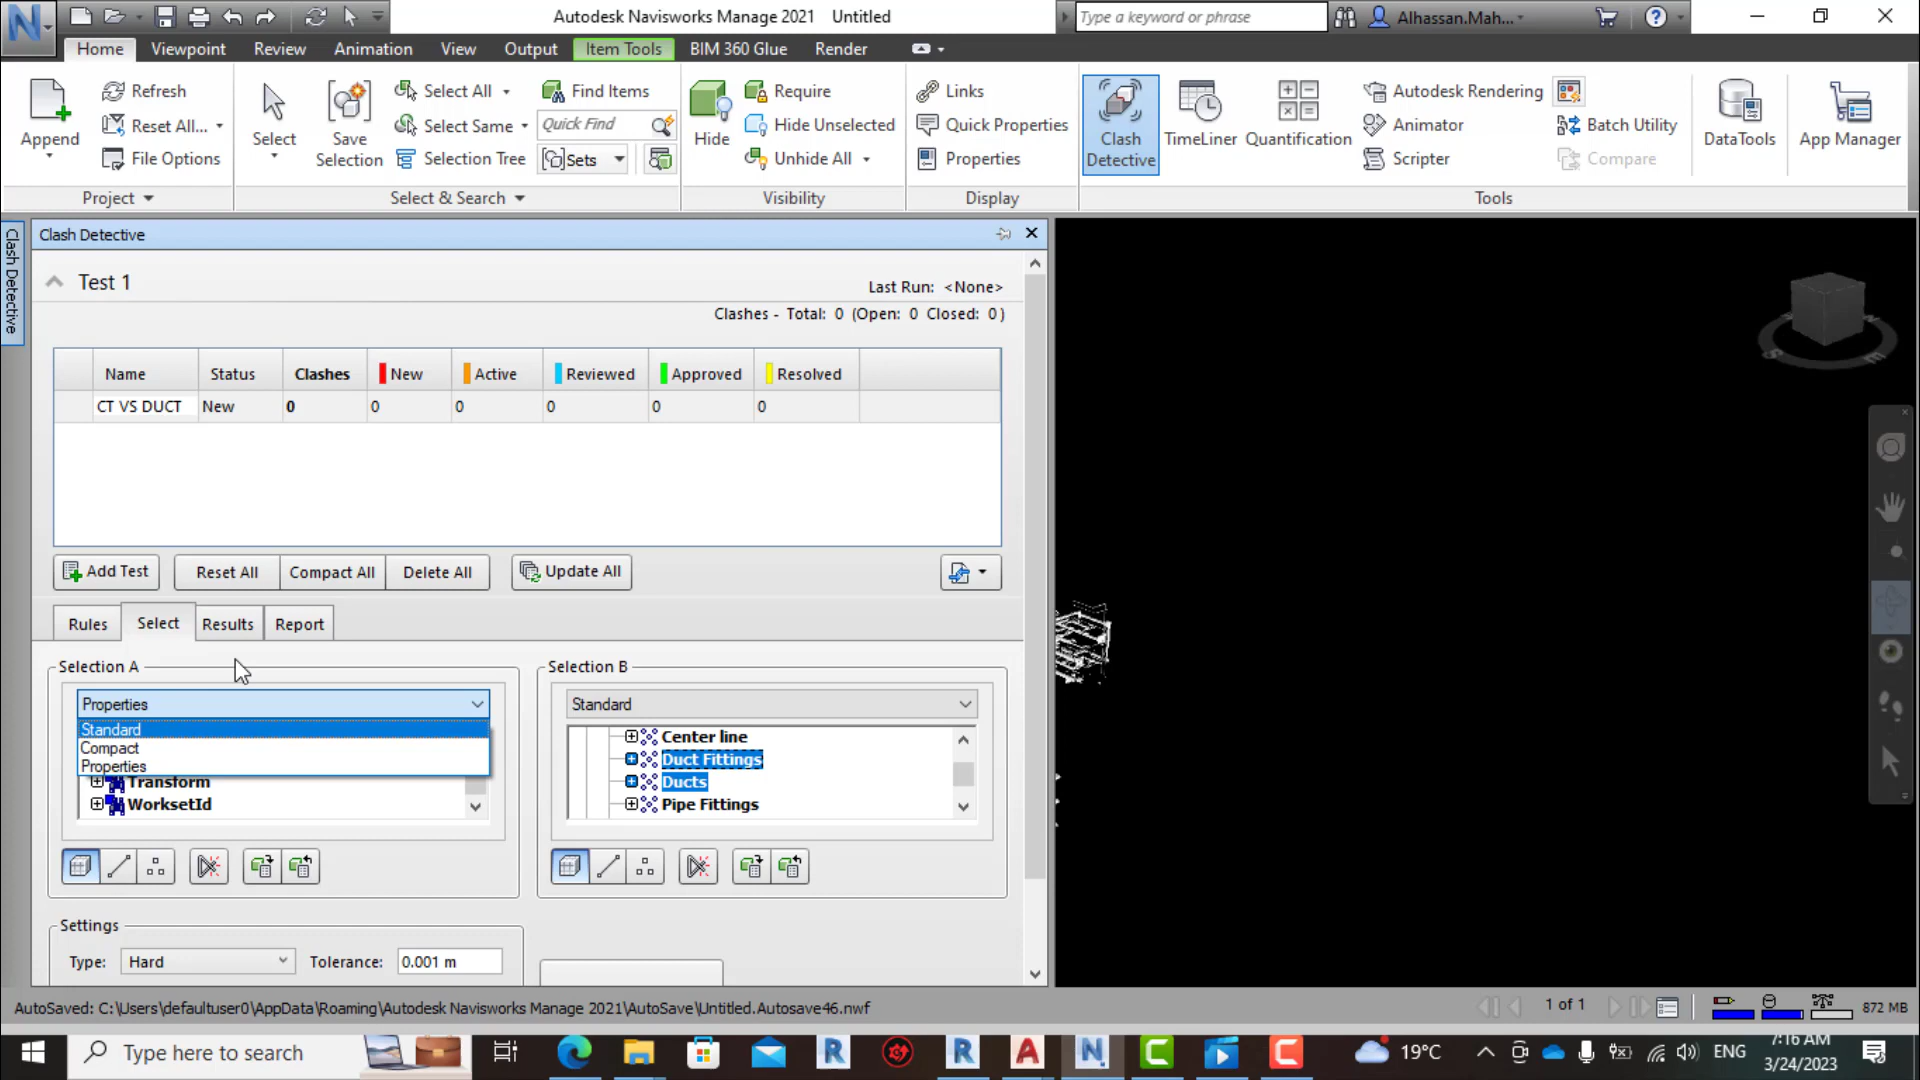 Autodesk Navisworks Manage 2021 Untitled
Type a keyword or phrase
Alhassan.Mah...
Home Viewpoint Review Animation View Output Item Tools BIM 360 Glue Render
Append
Refresh
Reset All...
File Options
Project
Select
Save Selection
Select All
Select Same
Selection Tree
Find Items
Quick Find
Sets
Select & Search
Hide
Require
Hide Unselected
Unhide All
Visibility
Links
Quick Properties
Properties
Display
Clash Detective
TimeLiner
Quantification
Autodesk Rendering
Animator
Scripter
Batch Utility
Compare
DataTools
App Manager
Tools
Clash Detective
Clash Detective
Test 1
Last Run: <None>
Clashes - Total: 0 (Open: 0 Closed: 0)
Name Status Clashes New Active Reviewed Approved Resolved
CT VS DUCT New 0 0 0 0 0 0
Add Test Reset All Compact All Delete All Update All
Rules Select Results Report
Selection A
Properties
Standard
Compact
Properties
Transform
WorksetId
Selection B
Standard
Center line
Duct Fittings
Ducts
Pipe Fittings
Settings
Type: Hard Tolerance: 0.001 m
AutoSaved: C:\Users\defaultuser0\AppData\Roaming\Autodesk Navisworks Manage 2021\AutoSave\Untitled.Autosave46.nwf
1 of 1
872 MB
Type here to search
19°C
ENG
7:16 AM
3/24/2023